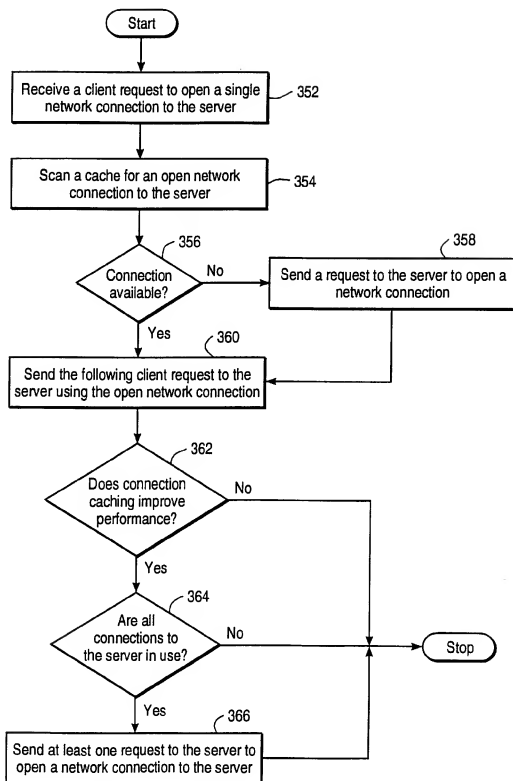 Start
Receive a client request to open a single
network connection to the server
352
Scan a cache for an open network
connection to the server
354
356
Connection
available?
No
Yes
358
Send a request to the server to open a
network connection
360
Send the following client request to the
server using the open network connection
362
Does connection
caching improve
performance?
No
Yes
364
Are all
connections to
the server in use?
No
Yes
Stop
366
Send at least one request to the server to
open a network connection to the server